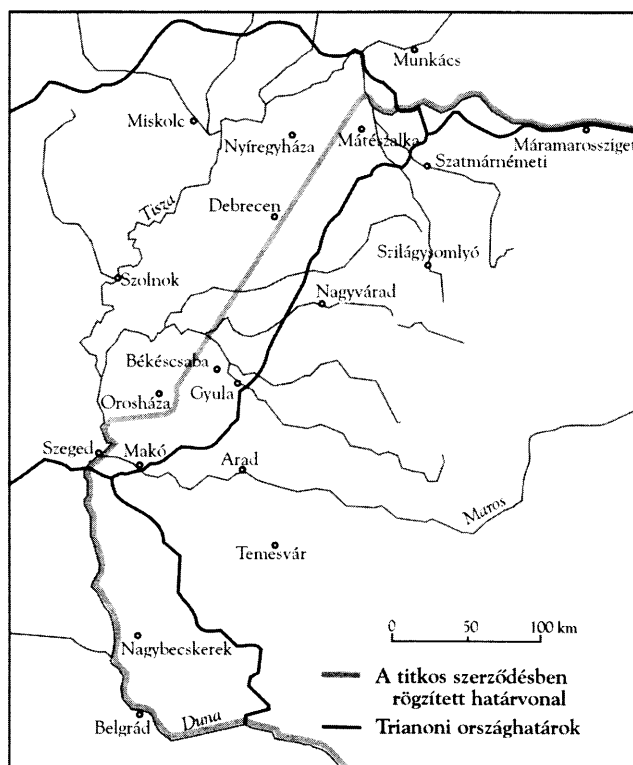 Munkács
Miskolc
Nyíregyháza
Mátészalka
Máramarossziget
Szatmárnémeti
Tisza
Debrecen
Szilágysomlyó
Szolnok
Nagyvárad
Békéscsaba
Orosháza
Gyula
Szeged
Makó
Arad
Maros
Temesvár
0 50 100 km
Nagybecskerek
A titkos szerződésben
rögzített határvonal
Belgrád
Duna
Trianoni országhatárok